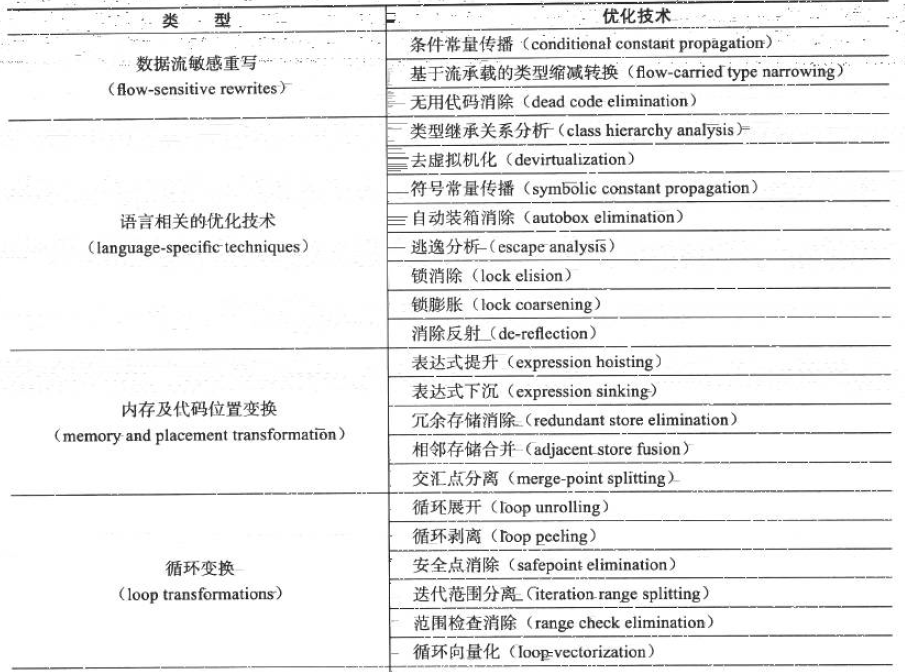 类 型
优化技术
数据流敏感重写
（flow-sensitive rewrites）
条件常量传播（conditional constant propagation）
基于流承载的类型缩减转换（flow-carried type narrowing）
无用代码消除（dead code elimination）
语言相关的优化技术
（language-specific techniques）
类型继承关系分析（class hierarchy analysis）
去虚拟机化（devirtualization）
符号常量传播（symbolic constant propagation）
自动装箱消除（autobox elimination）
逃逸分析（escape analysis）
锁消除（lock elision）
锁膨胀（lock coarsening）
消除反射（de-reflection）
内存及代码位置变换
（memory and placement transformation）
表达式提升（expression hoisting）
表达式下沉（expression sinking）
冗余存储消除（redundant store elimination）
相邻存储合并（adjacent store fusion）
交汇点分离（merge-point splitting）
循环变换
（loop transformations）
循环展开（loop unrolling）
循环剥离（loop peeling）
安全点消除（safepoint elimination）
迭代范围分离（iteration range splitting）
范围检查消除（range check elimination）
循环向量化（loop vectorization）